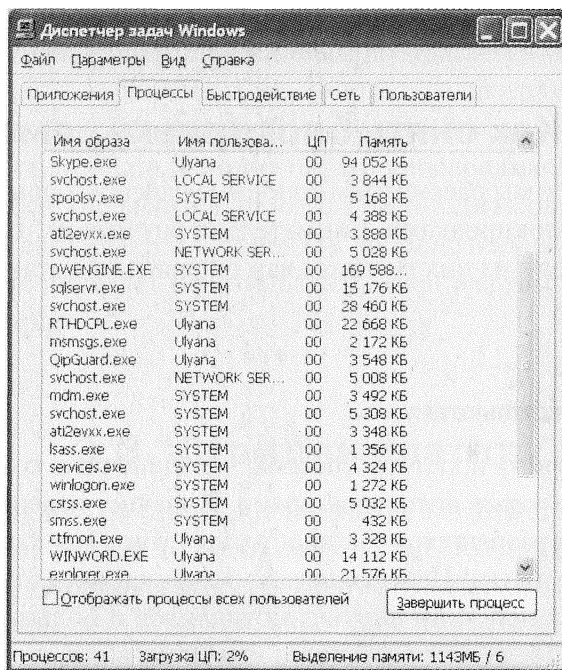 Диспетчер задач Windows
Файл Параметры Вид Справка
Приложения Процессы Быстродействие Сеть Пользователи
Имя образа Имя пользова... ЦП Память
Skype.exe Ulyana 00 94 052 КБ
svchost.exe LOCAL SERVICE 00 3 844 КБ
spoolsv.exe SYSTEM 00 5 168 КБ
svchost.exe LOCAL SERVICE 00 4 388 КБ
ati2evxx.exe SYSTEM 00 3 888 КБ
svchost.exe NETWORK SER... 00 5 028 КБ
DWENGINE.EXE SYSTEM 00 169 588...
sqlservr.exe SYSTEM 00 15 176 КБ
svchost.exe SYSTEM 00 28 460 КБ
RTHDCPL.exe Ulyana 00 22 668 КБ
msmsgs.exe Ulyana 00 2 172 КБ
QipGuard.exe Ulyana 00 3 548 КБ
svchost.exe NETWORK SER... 00 5 008 КБ
mdm.exe SYSTEM 00 3 492 КБ
svchost.exe SYSTEM 00 5 308 КБ
ati2evxx.exe SYSTEM 00 3 348 КБ
lsass.exe SYSTEM 00 1 356 КБ
services.exe SYSTEM 00 4 324 КБ
winlogon.exe SYSTEM 00 1 272 КБ
csrss.exe SYSTEM 00 5 032 КБ
smss.exe SYSTEM 00 432 КБ
ctfmon.exe Ulyana 00 3 328 КБ
WINWORD.EXE Ulyana 00 14 112 КБ
explorer.exe Ulyana 00 21 576 КБ
Отображать процессы всех пользователей Завершить процесс
Процессов: 41 Загрузка ЦП: 2% Выделение памяти: 1143МБ / 6